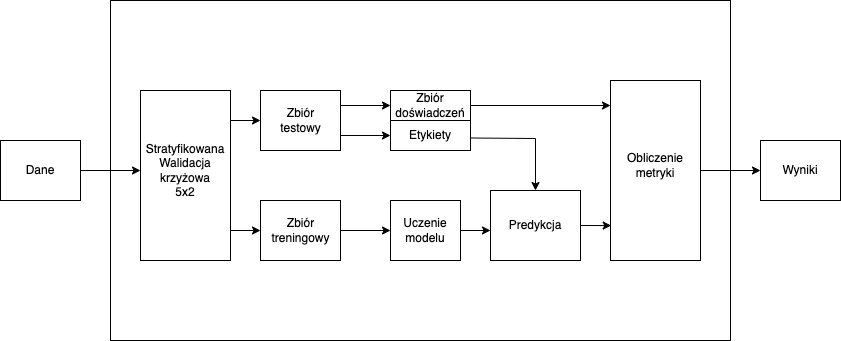 Dane
Stratyfikowana
Walidacja
krzyżowa
5x2
Zbiór
testowy
Zbiór
doświadczeń
Etykiety
Zbiór
treningowy
Uczenie
modelu
Predykcja
Obliczenie
metryki
Wyniki